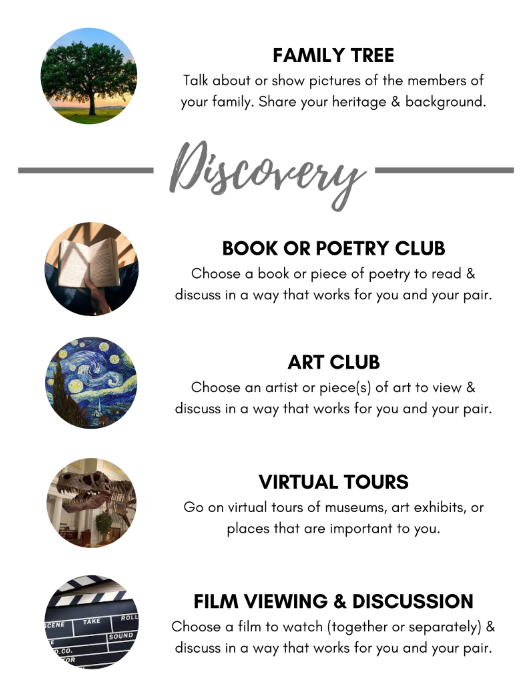 FAMILY TREE
Talk about or show pictures of the members of
your family. Share your heritage & background.
Discovery
BOOK OR POETRY CLUB
Choose a book or piece of poetry to read &
discuss in a way that works for you and your pair.
ART CLUB
Choose an artist or piece(s) of art to view &
discuss in a way that works for you and your pair.
VIRTUAL TOURS
Go on virtual tours of museums, art exhibits, or
places that are important to you.
FILM VIEWING & DISCUSSION
Choose a film to watch (together or separately) &
discuss in a way that works for you and your pair.
SCENE TAKE ROLL
SOUND
D.CO.
TOR